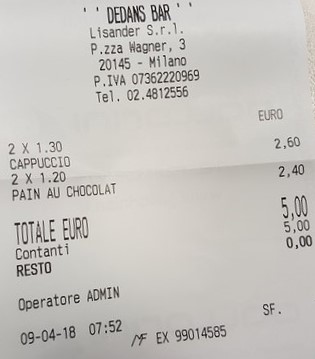 '' DEDANS BAR ''
Lisander S.r.l.
P.zza Wagner, 3
20145 - Milano
P.IVA 07362220969
Tel. 02.4812556
EURO
2 X 1.30
CAPPUCCIO 2,60
2 X 1.20
PAIN AU CHOCOLAT 2,40
TOTALE EURO 5,00
Contanti 5,00
RESTO 0,00
Operatore ADMIN
SF.
09-04-18 07:52 MF EX 99014585